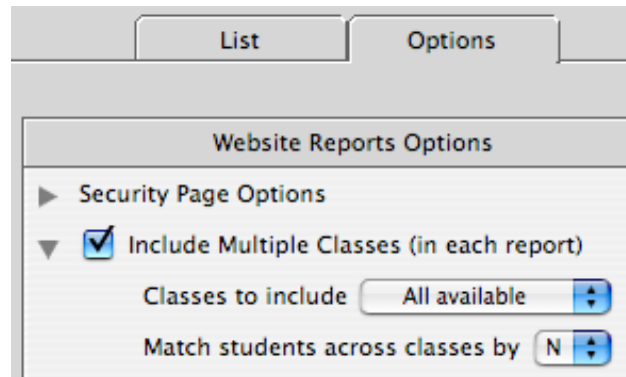 List Options
Website Reports Options
Security Page Options
Include Multiple Classes (in each report)
Classes to include All available
Match students across classes by N